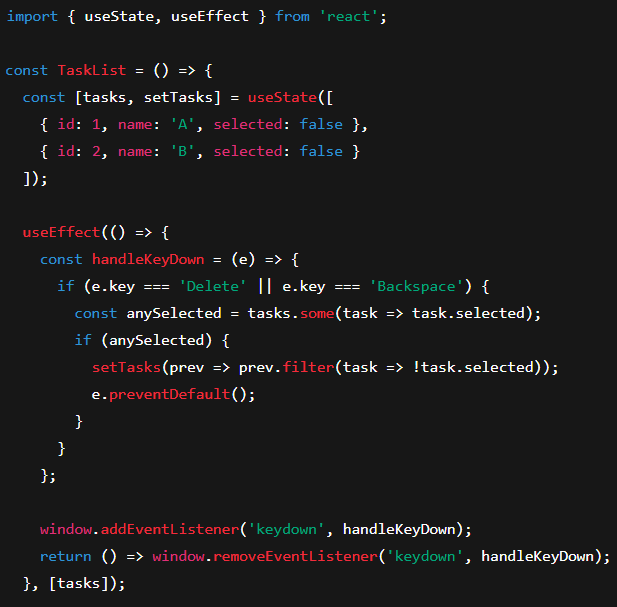 import { useState, useEffect } from 'react';

const TaskList = () => {
  const [tasks, setTasks] = useState([
    { id: 1, name: 'A', selected: false },
    { id: 2, name: 'B', selected: false }
  ]);

  useEffect(() => {
    const handleKeyDown = (e) => {
      if (e.key === 'Delete' || e.key === 'Backspace') {
        const anySelected = tasks.some(task => task.selected);
        if (anySelected) {
          setTasks(prev => prev.filter(task => !task.selected));
          e.preventDefault();
        }
      }
    };

    window.addEventListener('keydown', handleKeyDown);
    return () => window.removeEventListener('keydown', handleKeyDown);
  }, [tasks]);